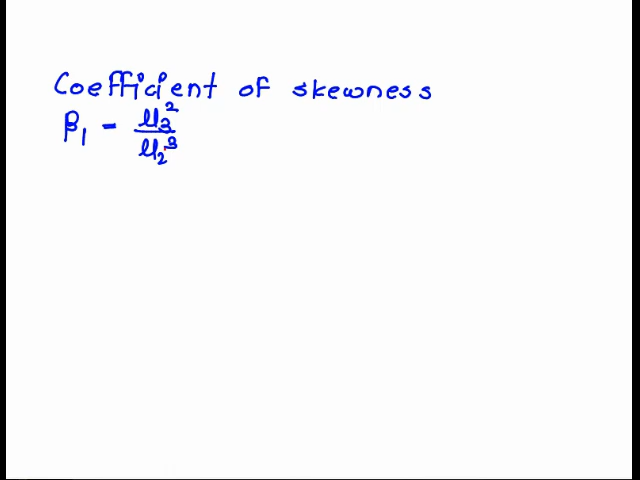 Coefficient of skewness
β₁ = μ₃² / μ₂³